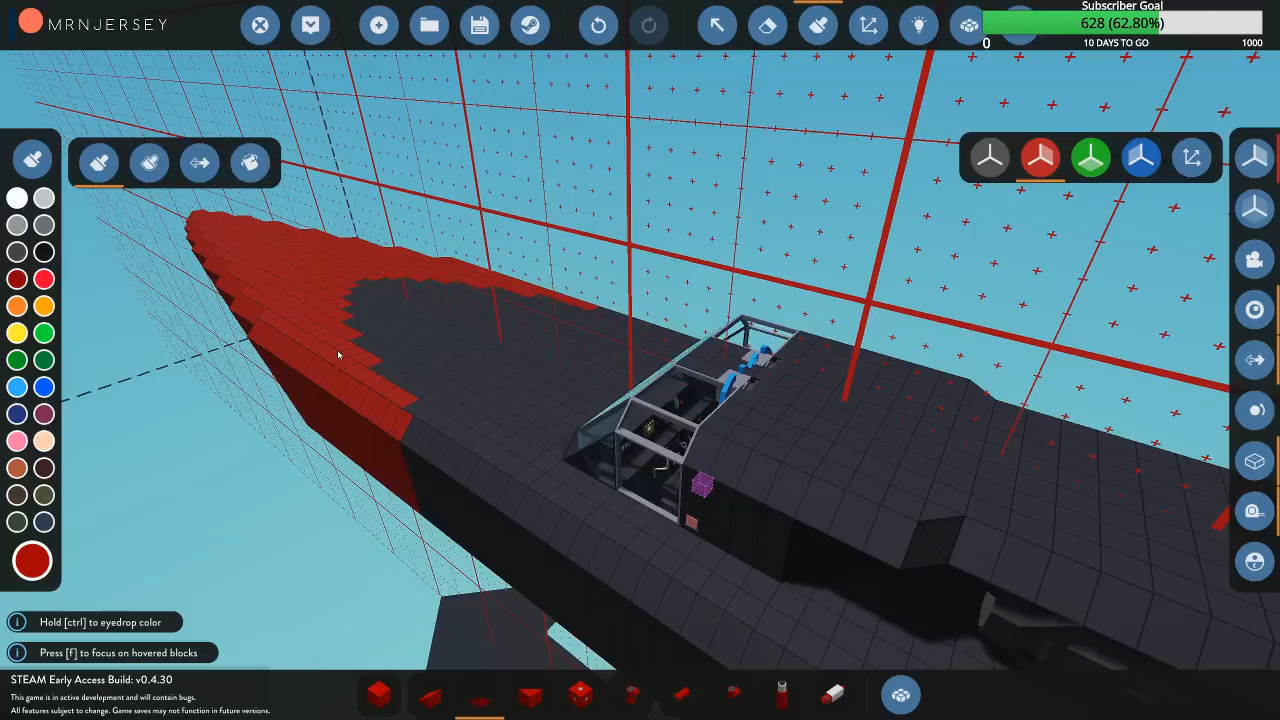 MRNJERSEY
Subscriber Goal
628 (62.80%)
0
10 DAYS TO GO
1000
Hold [ctrl] to eyedrop color
Press [f] to focus on hovered blocks
STEAM Early Access Build: v0.4.30
This game is in active development and will contain bugs.
All features subject to change. Game saves may not function in future versions.